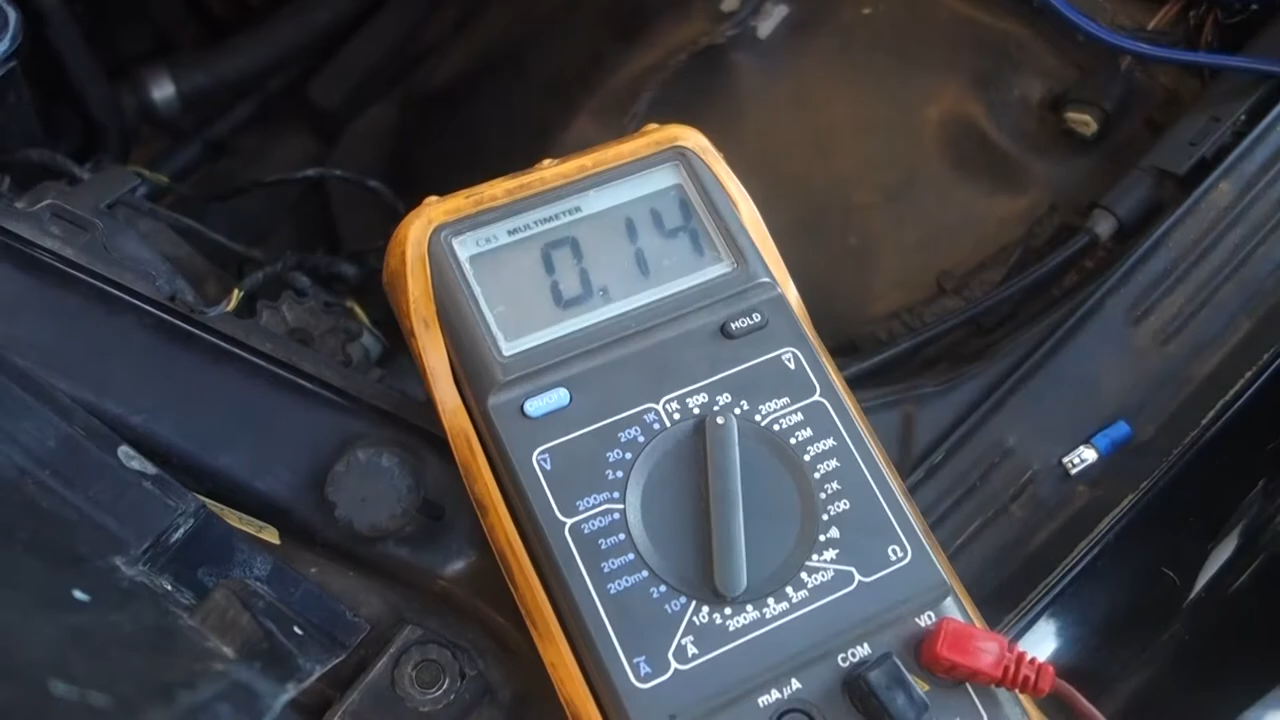 C83 MULTIMETER
0.14
HOLD
ON/OFF
V
1K 200 20 2 200m
V
1K
200
20
2
200m
20M
2M
200K
20K
2K
200
Ω
200μ
2m
20m
200m
2
10
A
10 2 200m 20m 2m 200μ
A
VΩ
COM
mA μA